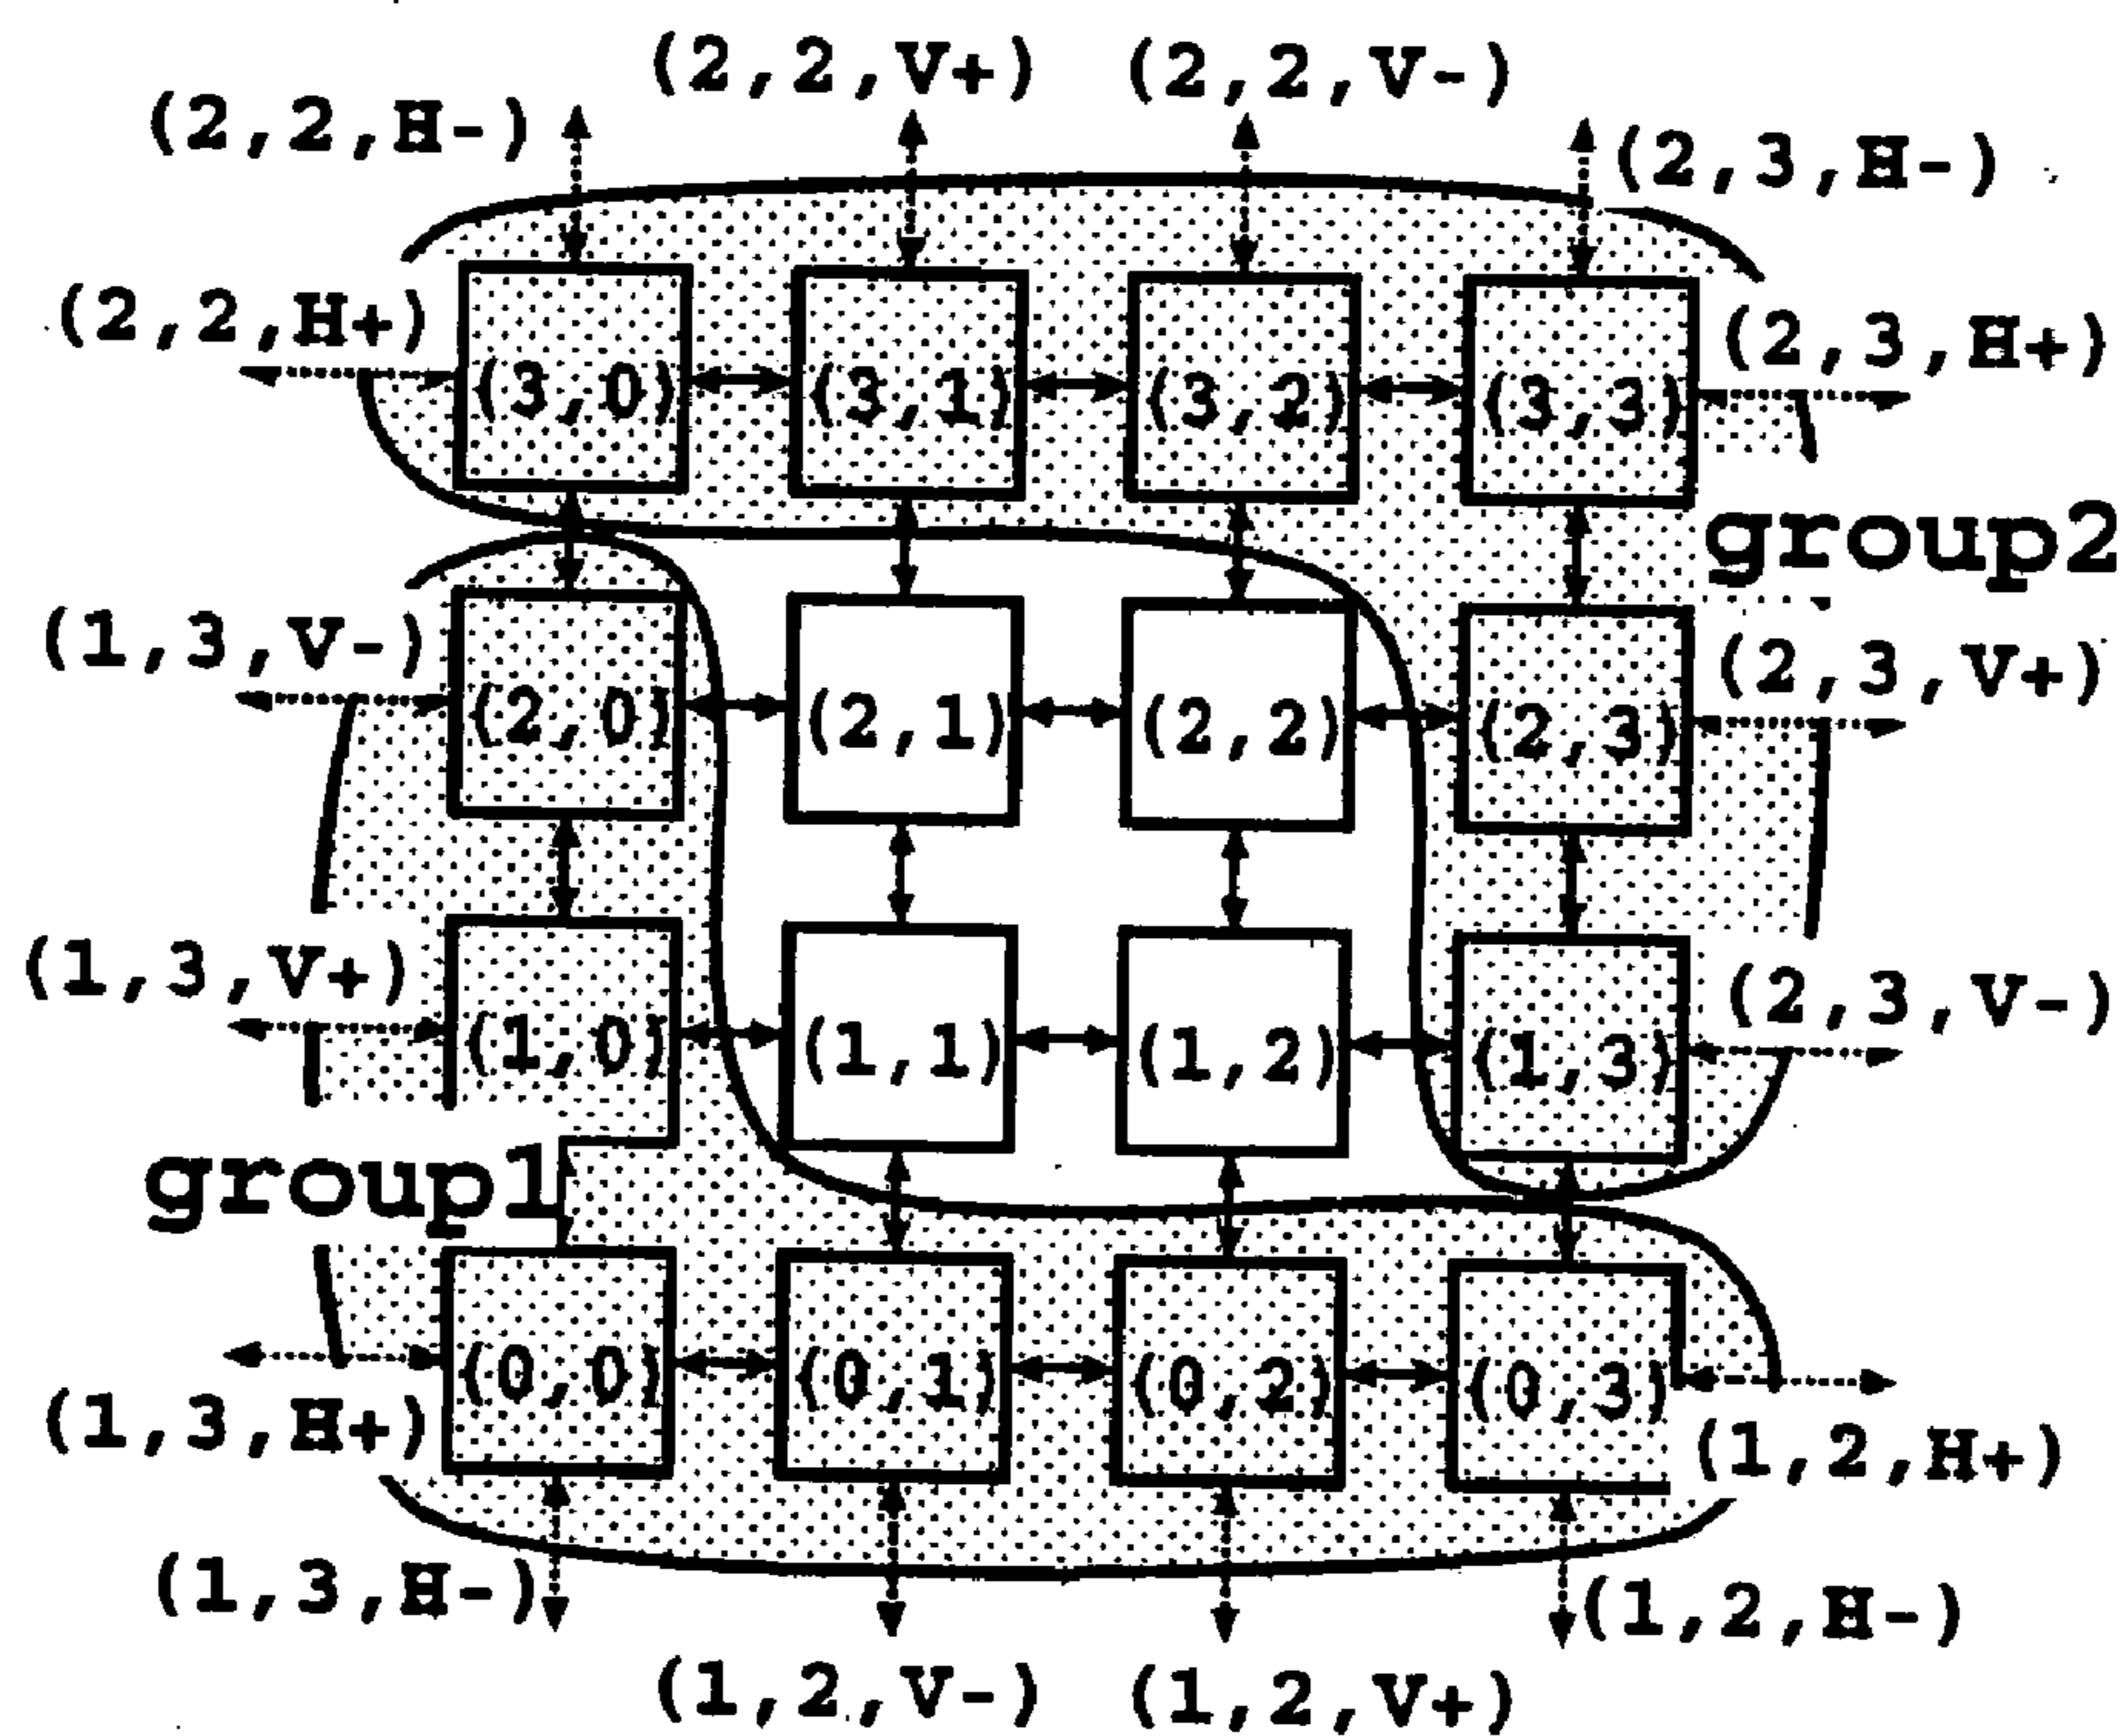 (2,2,V+) (2,2,V-)
(2,2,H-) (2,3,H-)
(2,2,H+) (2,3,H+)
(3,0) (3,1) (3,2) (3,3)
group2
(1,3,V-) (2,3,V+)
(2,0) (2,1) (2,2) (2,3)
(1,3,V+) (2,3,V-)
(1,0) (1,1) (1,2) (1,3)
group1
(0,0) (0,1) (0,2) (0,3)
(1,3,H+) (1,2,H+)
(1,3,H-) (1,2,H-)
(1,2,V-) (1,2,V+)